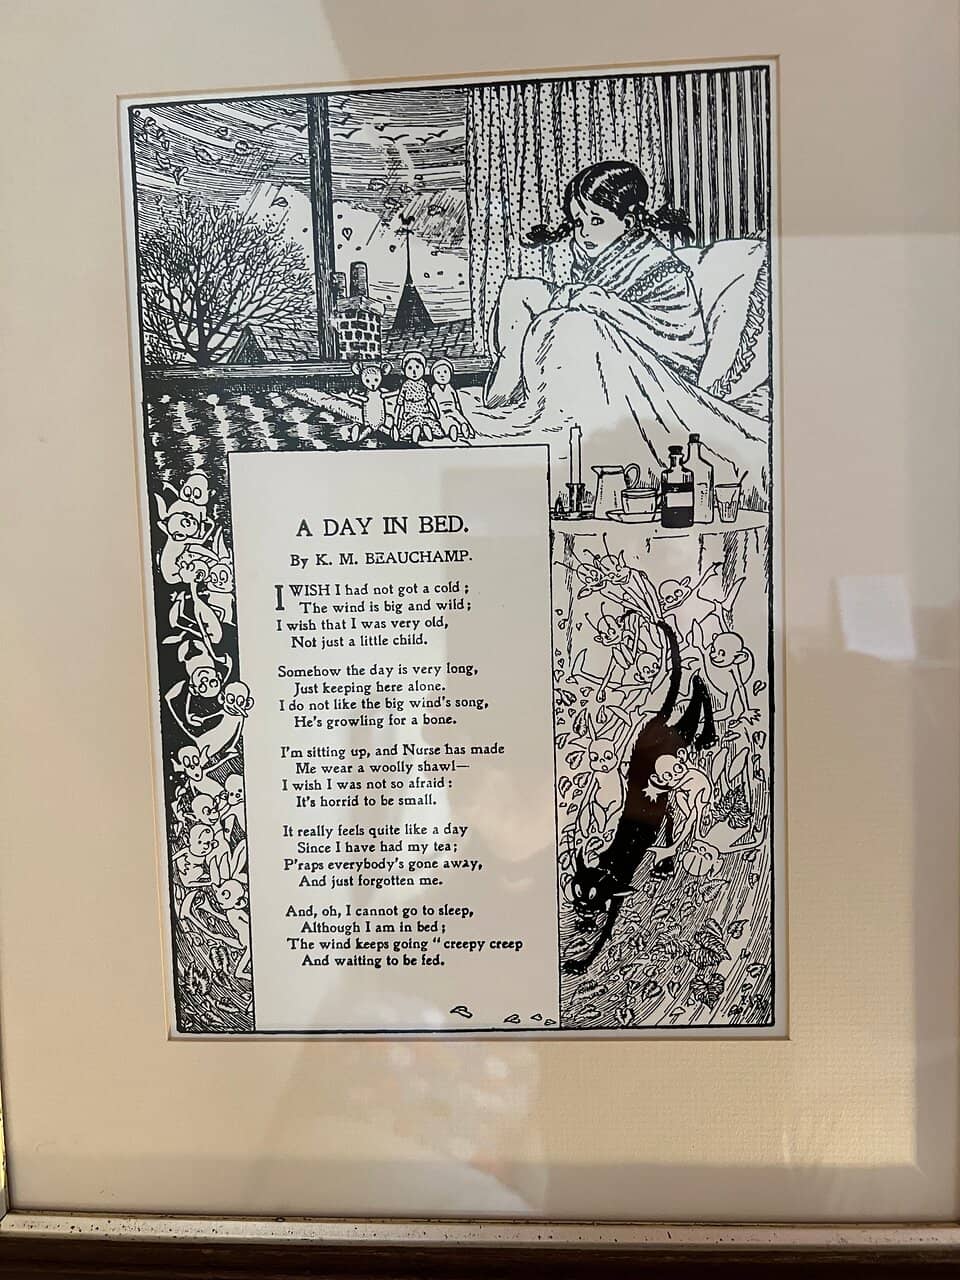 A DAY IN BED.
By K. M. BEAUCHAMP.
I WISH I had not got a cold;
The wind is big and wild;
I wish that I was very old,
Not just a little child.
Somehow the day is very long,
Just keeping here alone.
I do not like the big wind's song,
He's growling for a bone.
I'm sitting up, and Nurse has made
Me wear a woolly shawl—
I wish I was not so afraid:
It's horrid to be small.
It really feels quite like a day
Since I have had my tea;
P'raps everybody's gone away,
And just forgotten me.
And, oh, I cannot go to sleep,
Although I am in bed;
The wind keeps going "creepy creep
And waiting to be fed.